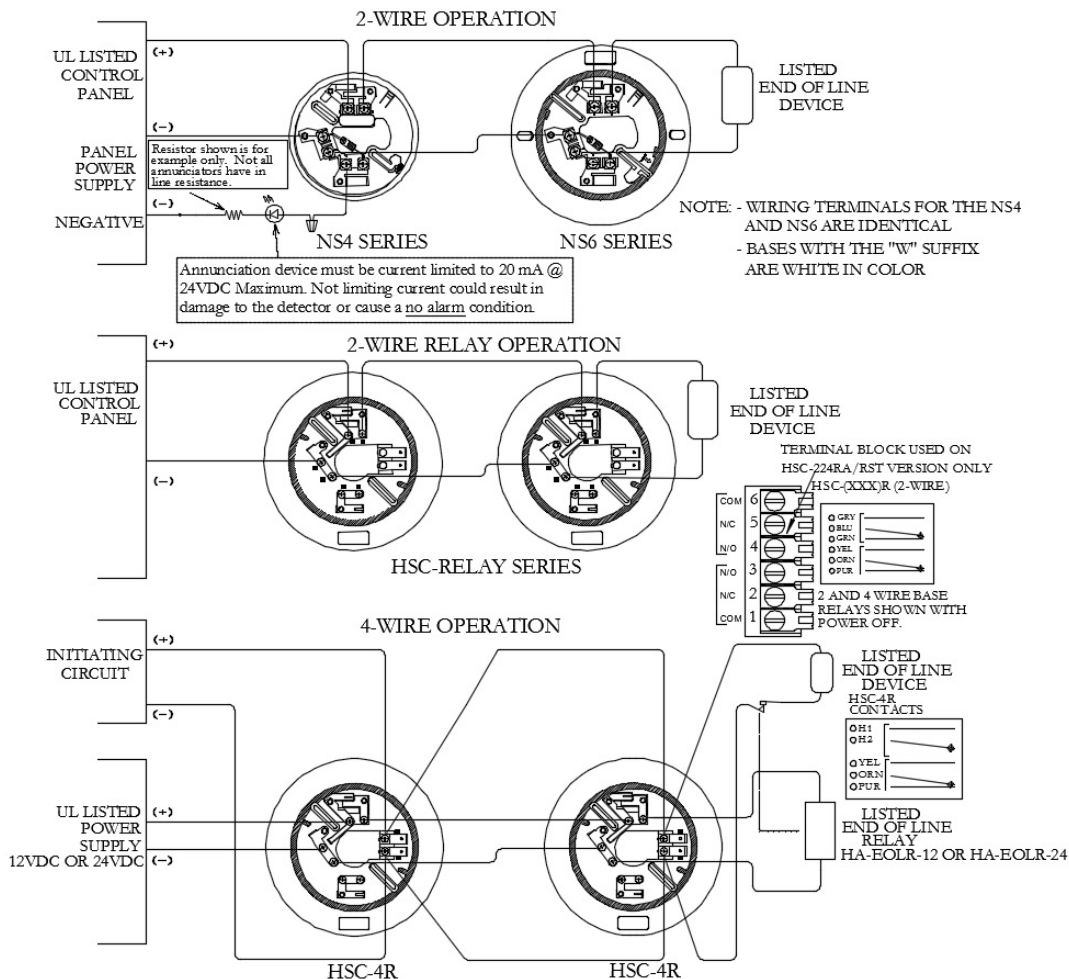 2-WIRE OPERATION
(+)
UL LISTED
CONTROL
PANEL
LISTED
END OF LINE
DEVICE
(-)
PANEL
POWER
SUPPLY
Resistor shown is for
example only. Not all
annunciators have in
line resistance.
(-)
NEGATIVE
NS4 SERIES
NS6 SERIES
NOTE: - WIRING TERMINALS FOR THE NS4
AND NS6 ARE IDENTICAL
- BASES WITH THE "W" SUFFIX
ARE WHITE IN COLOR
Annunciation device must be current limited to 20 mA @
24VDC Maximum. Not limiting current could result in
damage to the detector or cause a no alarm condition.
(+)
2-WIRE RELAY OPERATION
UL LISTED
CONTROL
PANEL
(-)
LISTED
END OF LINE
DEVICE
TERMINAL BLOCK USED ON
HSC-224RA/RST VERSION ONLY
HSC-(XXX)R (2-WIRE)
COM 6
N/C 5
N/O 4
N/O 3
N/C 2
COM 1
GRY
BLU
GRN
YEL
ORN
PUR
2 AND 4 WIRE BASE
RELAYS SHOWN WITH
POWER OFF.
HSC-RELAY SERIES
4-WIRE OPERATION
(+)
INITIATING
CIRCUIT
(-)
LISTED
END OF LINE
DEVICE
HSC-4R
CONTACTS
H1
H2
YEL
ORN
PUR
(+)
UL LISTED
POWER
SUPPLY
12VDC OR 24VDC
(-)
LISTED
END OF LINE
RELAY
HA-EOLR-12 OR HA-EOLR-24
HSC-4R
HSC-4R